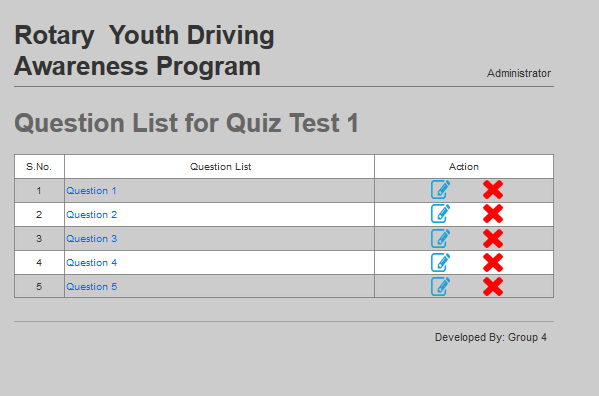 Rotary  Youth Driving
Awareness Program
Administrator
Question List for Quiz Test 1
S.No. Question List Action
1 Question 1
2 Question 2
3 Question 3
4 Question 4
5 Question 5
Developed By: Group 4